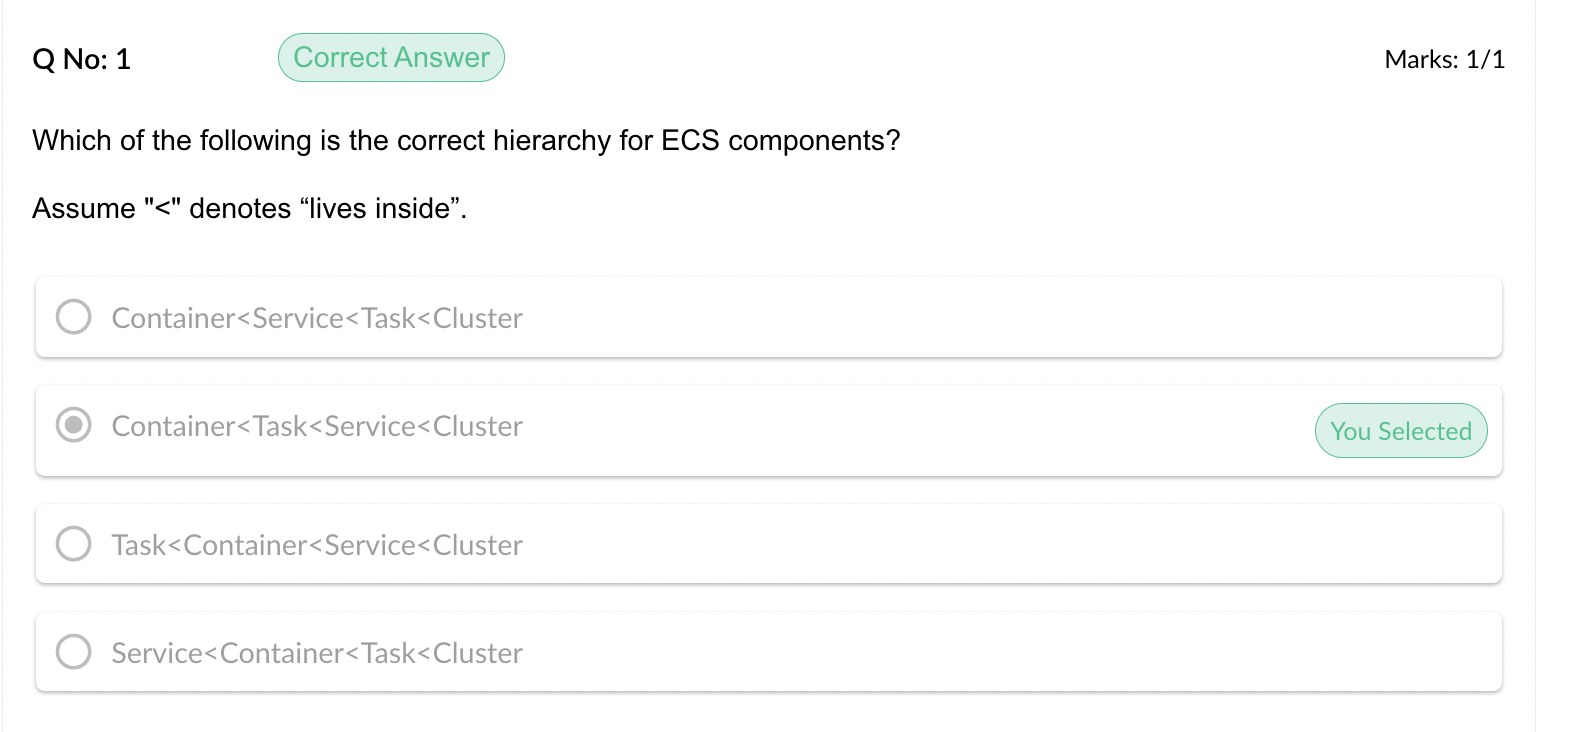 Q No: 1 Correct Answer Marks: 1/1
Which of the following is the correct hierarchy for ECS components?
Assume "<" denotes “lives inside”.
Container<Service<Task<Cluster
Container<Task<Service<Cluster You Selected
Task<Container<Service<Cluster
Service<Container<Task<Cluster